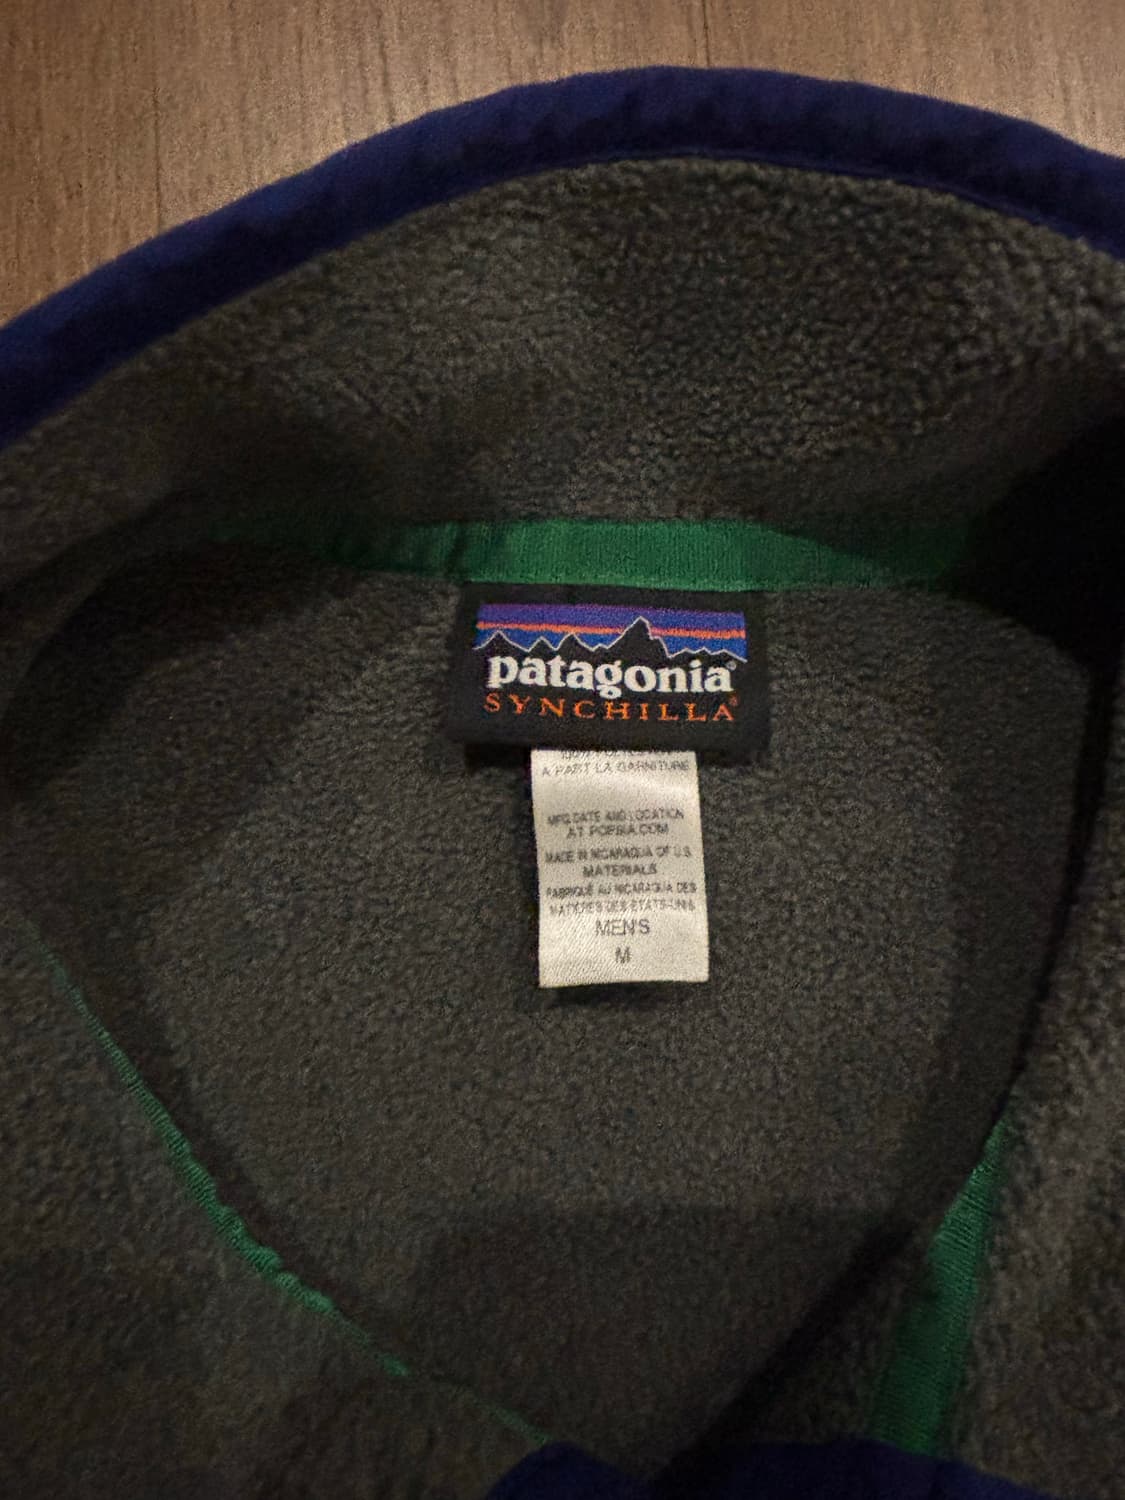 patagonia®
SYNCHILLA®
A PART LA GARNITURE
MFG DATE AND LOCATION
AT POPSIA.COM
MADE IN NICARAGUA OF U.S.
MATERIALS
FABRIQUÉ AU NICARAGUA DES
MATIÈRES DES ÉTATS-UNIS
MEN'S
M